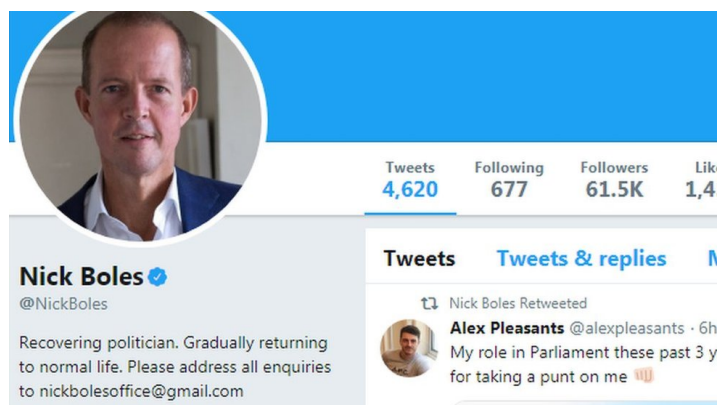 Tweets Following Followers
4,620 677 61.5K 1,4
Nick Boles
@NickBoles
Recovering politician. Gradually returning
to normal life. Please address all enquiries
to nickbolesoffice@gmail.com
Tweets Tweets & replies
Nick Boles Retweeted
Alex Pleasants @alexpleasants · 6h
My role in Parliament these past 3 y
for taking a punt on me 👊🏻